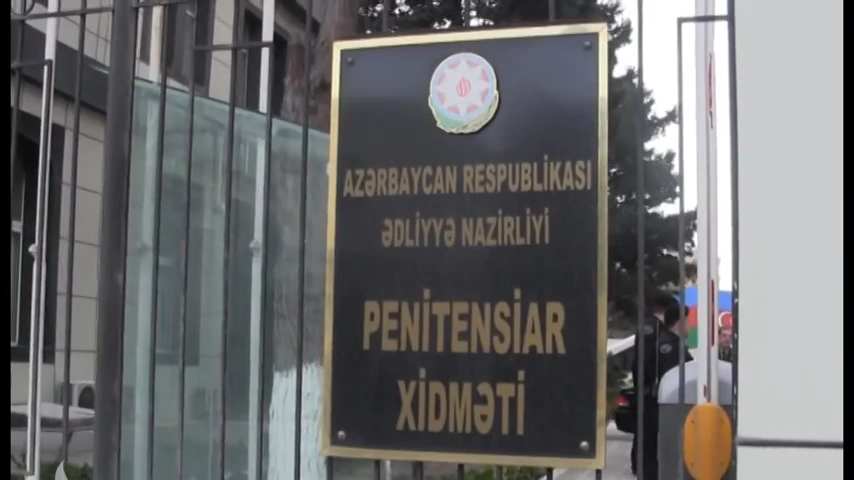 AZƏRBAYCAN RESPUBLİKASI
ƏDLİYYƏ NAZİRLİYİ
PENİTENSİAR
XİDMƏTİ